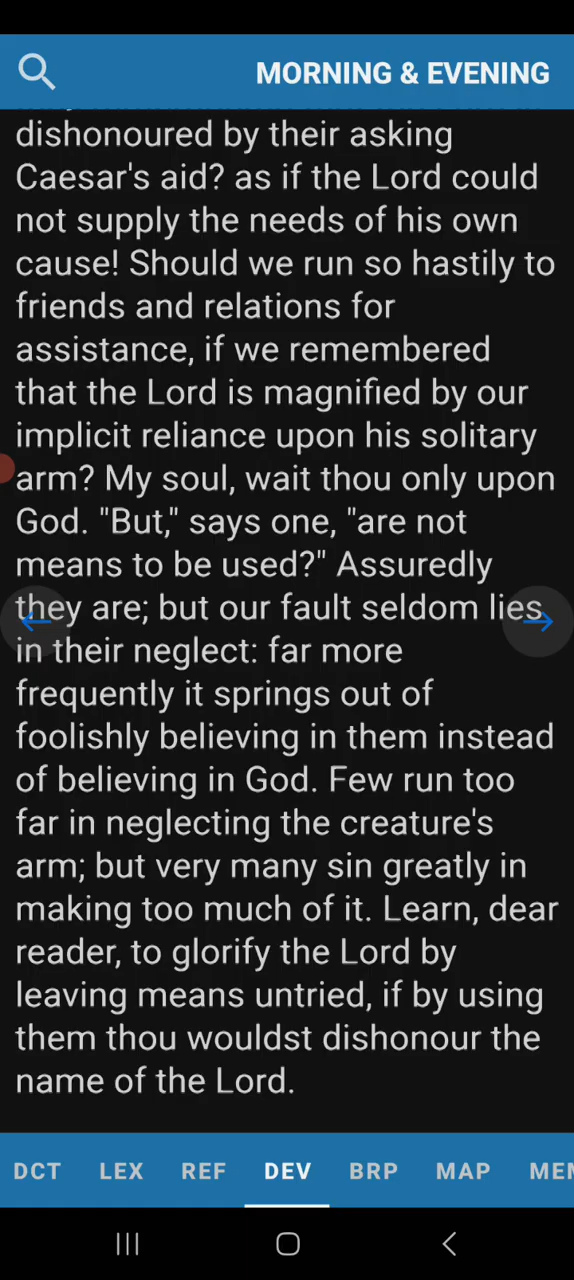 MORNING & EVENING
dishonoured by their asking
Caesar's aid? as if the Lord could
not supply the needs of his own
cause! Should we run so hastily to
friends and relations for
assistance, if we remembered
that the Lord is magnified by our
implicit reliance upon his solitary
arm? My soul, wait thou only upon
God. "But," says one, "are not
means to be used?" Assuredly
they are; but our fault seldom lies
in their neglect: far more
frequently it springs out of
foolishly believing in them instead
of believing in God. Few run too
far in neglecting the creature's
arm; but very many sin greatly in
making too much of it. Learn, dear
reader, to glorify the Lord by
leaving means untried, if by using
them thou wouldst dishonour the
name of the Lord.
DCT LEX REF DEV BRP MAP